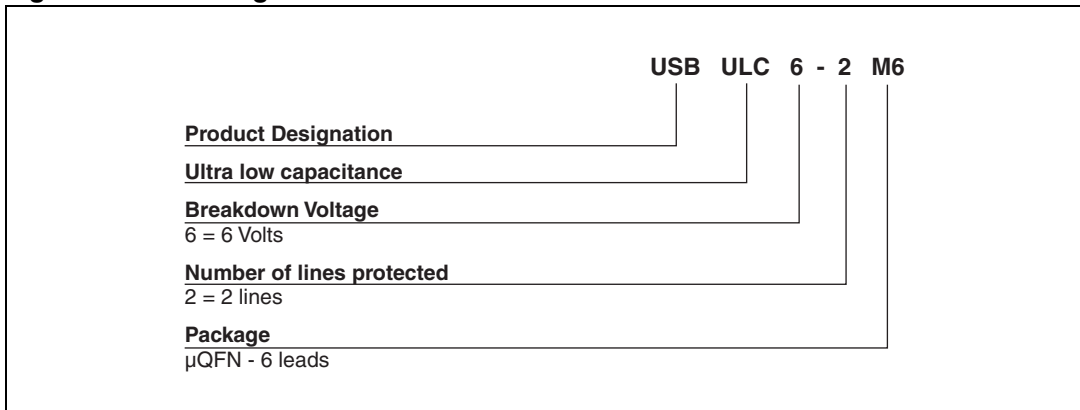 USB ULC 6 - 2 M6
Product Designation
Ultra low capacitance
Breakdown Voltage
6 = 6 Volts
Number of lines protected
2 = 2 lines
Package
µQFN - 6 leads